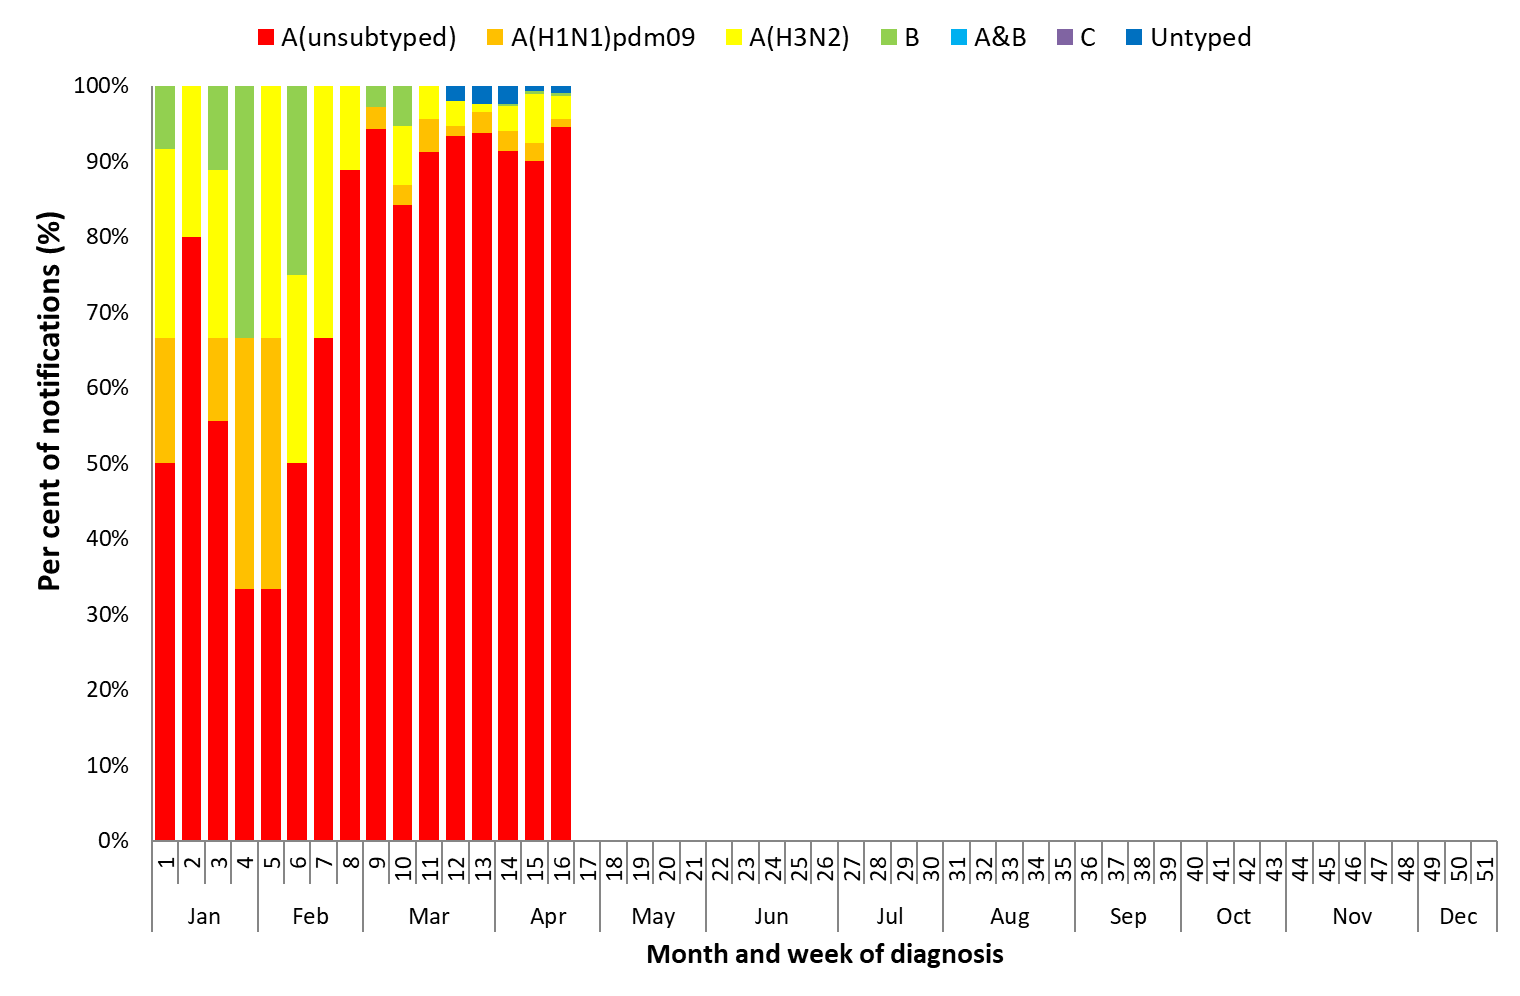 A(unsubtyped) A(H1N1)pdm09 A(H3N2) B A&B C Untyped
Per cent of notifications (%)
100%
90%
80%
70%
60%
50%
40%
30%
20%
10%
0%
1 2 3 4 5 6 7 8 9 10 11 12 13 14 15 16 17 18 19 20 21 22 23 24 25 26 27 28 29 30 31 32 33 34 35 36 37 38 39 40 41 42 43 44 45 46 47 48 49 50 51
Jan Feb Mar Apr May Jun Jul Aug Sep Oct Nov Dec
Month and week of diagnosis